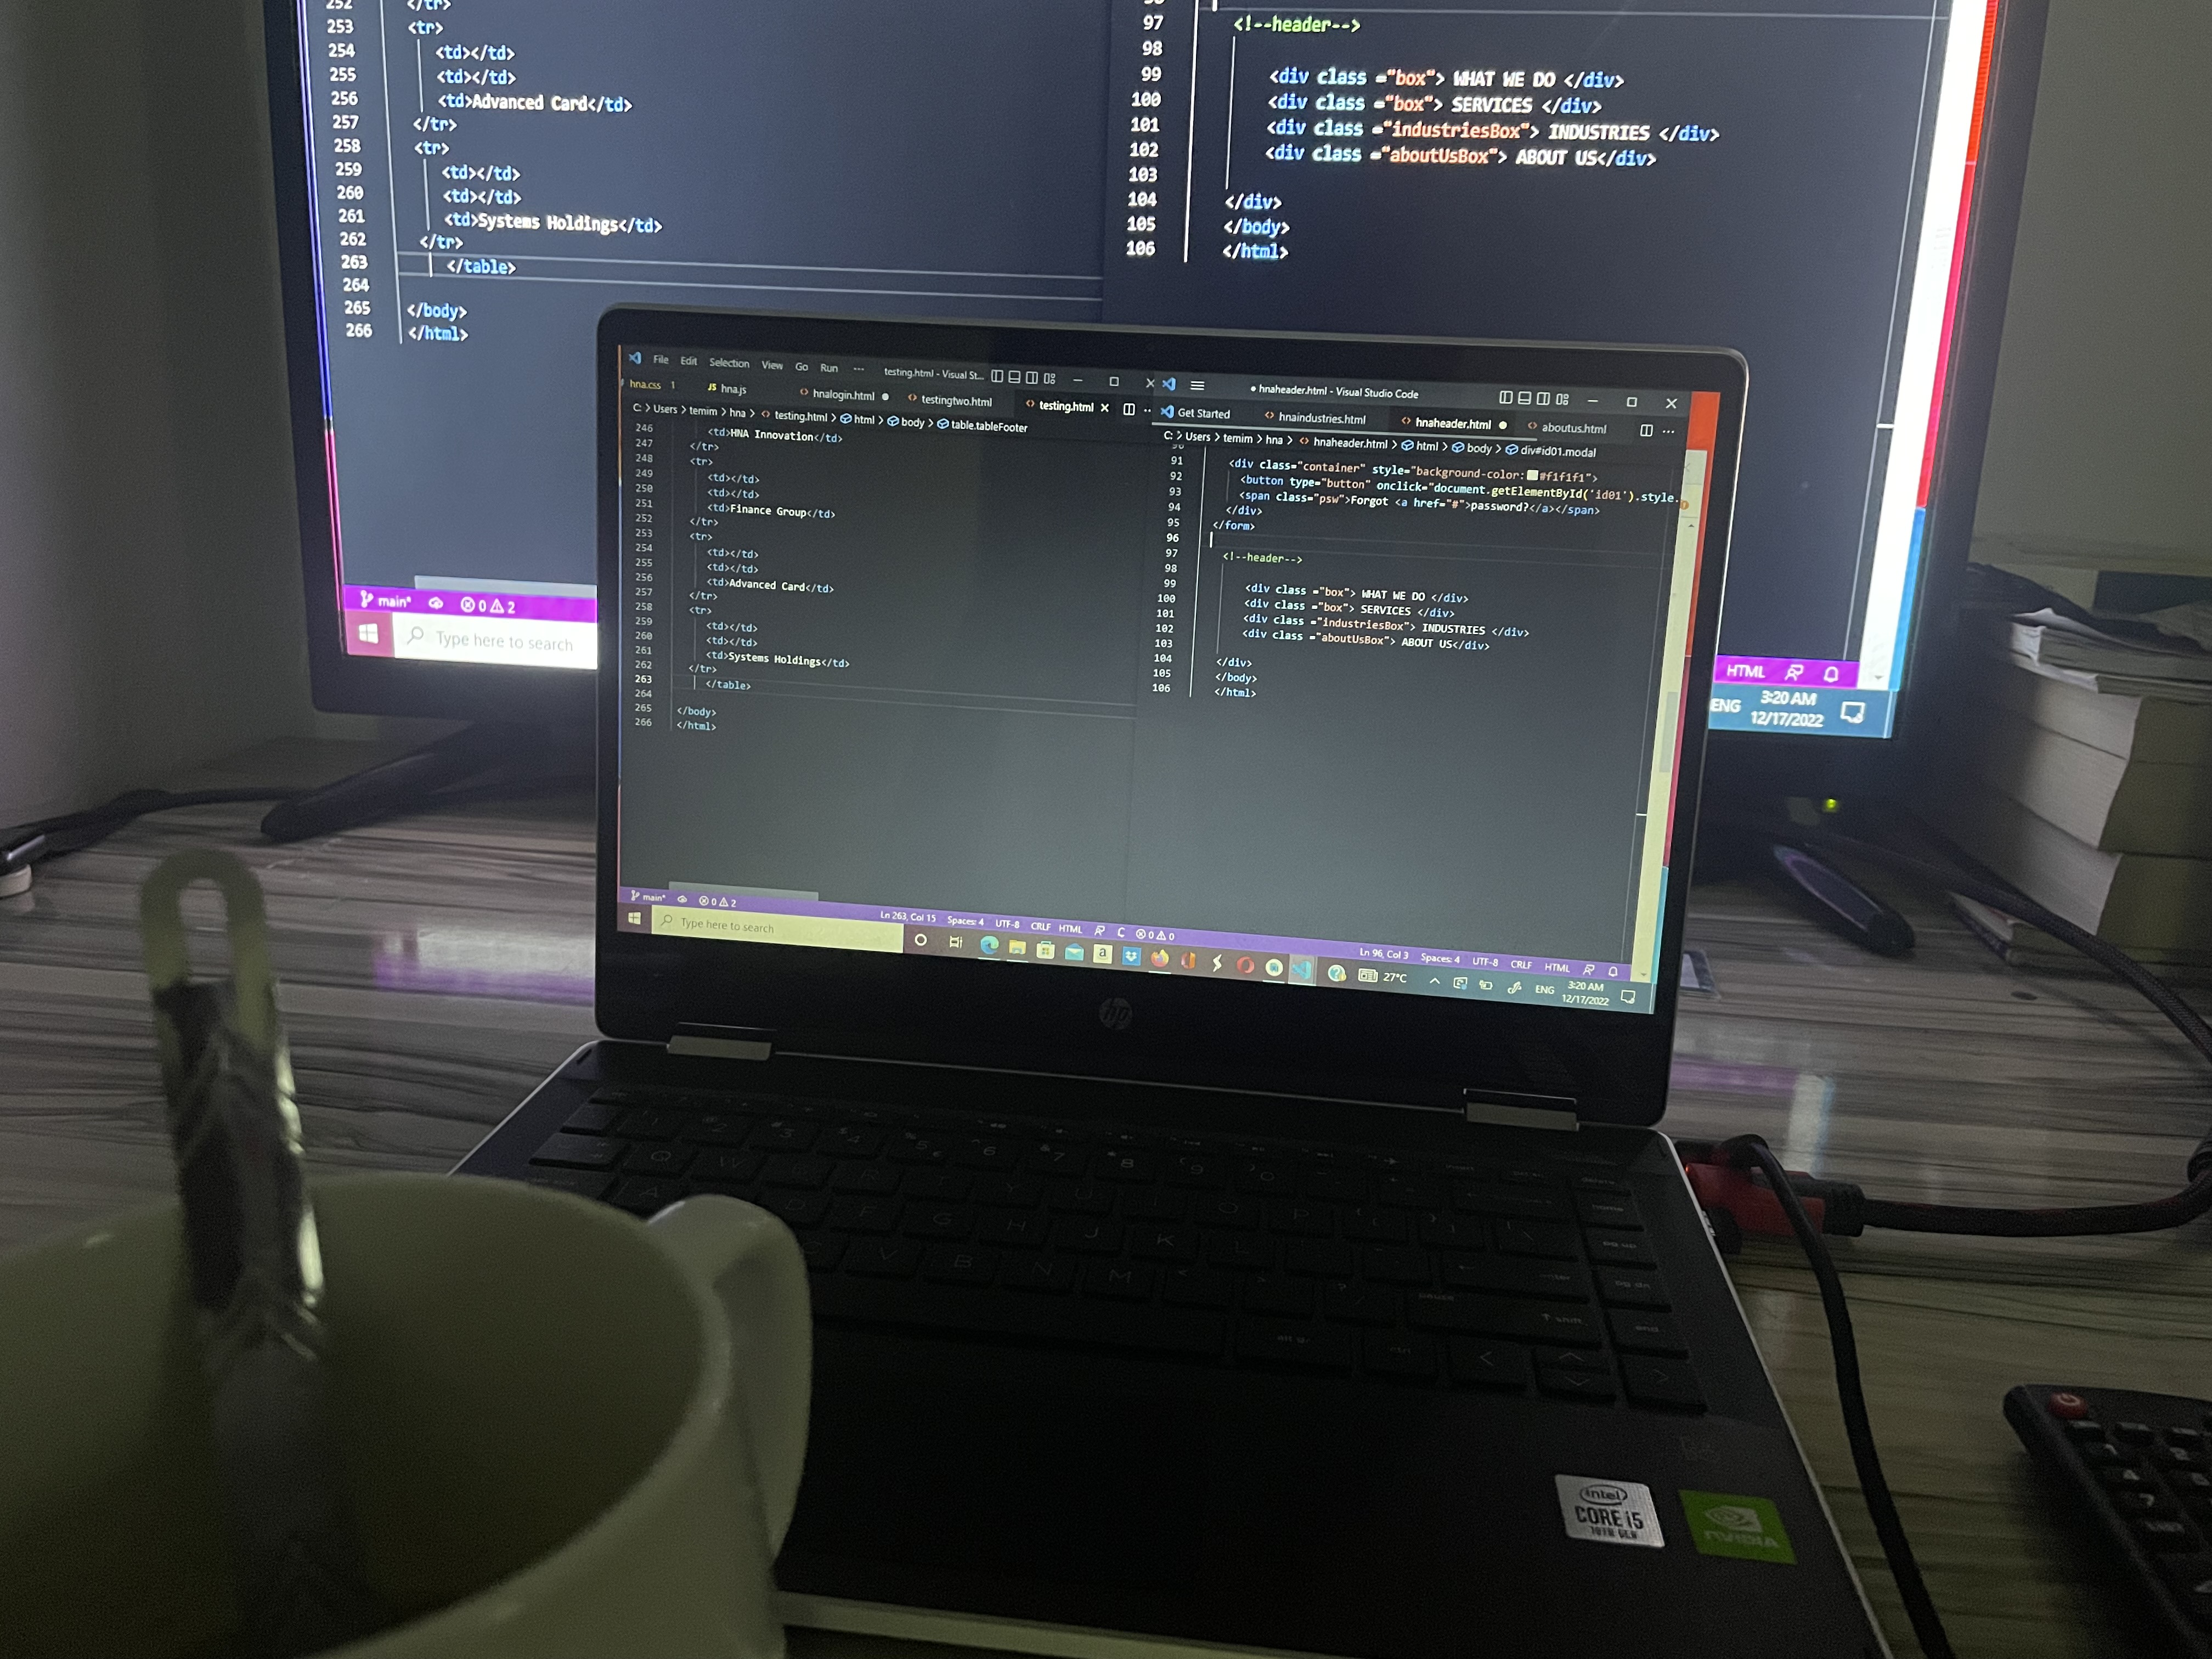 252 </tr>
253 <tr>
254 <td></td>
255 <td></td>
256 <td>Advanced Card</td>
257 </tr>
258 <tr>
259 <td></td>
260 <td></td>
261 <td>Systems Holdings</td>
262 </tr>
263 </table>
264
265 </body>
266 </html>
main* 0 2
Type here to search
97 <!--header-->
98
99 <div class ="box"> WHAT WE DO </div>
100 <div class ="box"> SERVICES </div>
101 <div class ="industriesBox"> INDUSTRIES </div>
102 <div class ="aboutUsBox"> ABOUT US</div>
103
104 </div>
105 </body>
106 </html>
HTML
ENG 3:20 AM
12/17/2022
File Edit Selection View Go Run ··· testing.html - Visual St...
hna.css 1 JS hna.js <> hnalogin.html <> testingtwo.html <> testing.html
C: > Users > temim > hna > <> testing.html > html > body > table.tableFooter
246 <td>HNA Innovation</td>
247 </tr>
248 <tr>
249 <td></td>
250 <td></td>
251 <td>Finance Group</td>
252 </tr>
253 <tr>
254 <td></td>
255 <td></td>
256 <td>Advanced Card</td>
257 </tr>
258 <tr>
259 <td></td>
260 <td></td>
261 <td>Systems Holdings</td>
262 </tr>
263 </table>
264
265 </body>
266 </html>
main* 0 2 Ln 263, Col 15 Spaces: 4 UTF-8 CRLF HTML
● hnaheader.html - Visual Studio Code
Get Started <> hnaindustries.html <> hnaheader.html ● <> aboutus.html
C: > Users > temim > hna > <> hnaheader.html > html > body > div#id01.modal
91 <div class="container" style="background-color:#f1f1f1">
92 <button type="button" onclick="document.getElementById('id01').style.
93 <span class="psw">Forgot <a href="#">password?</a></span>
94 </div>
95 </form>
96
97 <!--header-->
98
99 <div class ="box"> WHAT WE DO </div>
100 <div class ="box"> SERVICES </div>
101 <div class ="industriesBox"> INDUSTRIES </div>
102 <div class ="aboutUsBox"> ABOUT US</div>
103
104 </div>
105 </body>
106 </html>
0 0 Ln 96, Col 3 Spaces: 4 UTF-8 CRLF HTML
Type here to search
27°C ENG 3:20 AM
12/17/2022
hp
Q W
A D F G H J K L
V B N M
intel
CORE i5
10TH GEN
NVIDIA